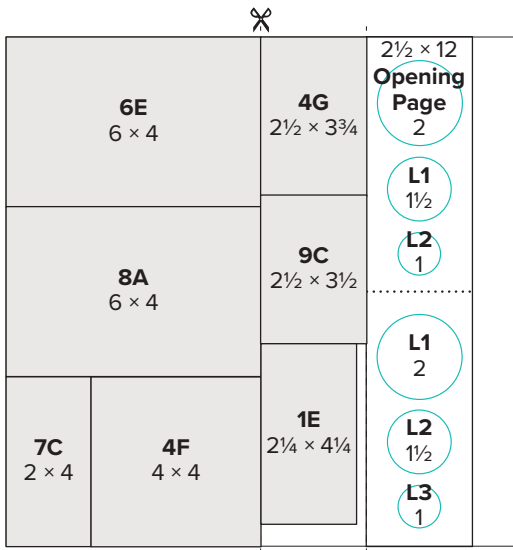 6E
6 × 4
4G
2½ × 3¾
2½ × 12
Opening
Page
2
L1
1½
L2
1
8A
6 × 4
9C
2½ × 3½
7C
2 × 4
4F
4 × 4
1E
2¼ × 4¼
L1
2
L2
1½
L3
1